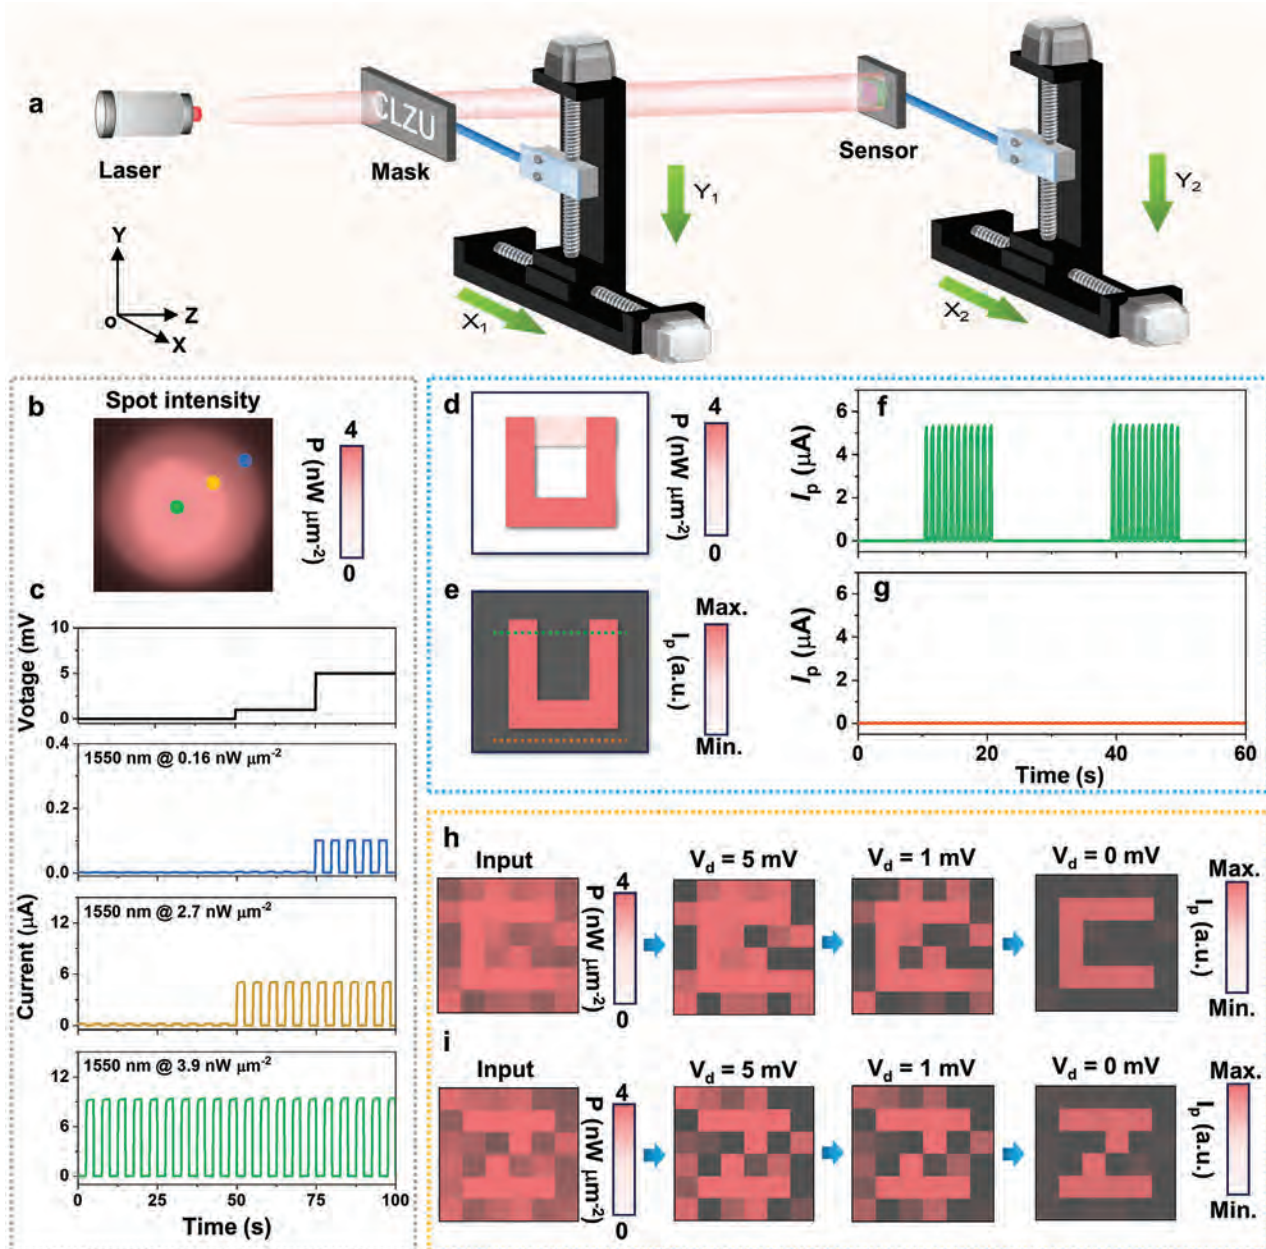 a
Laser
CLZU
Mask
Sensor
Y₁
Y₂
X₁
X₂
Y
O
Z
X
b
Spot intensity
4
P (nW μm⁻²)
0
c
Votage (mV)
10
5
0
0.4
1550 nm @ 0.16 nW μm⁻²
0.2
0.0
Current (μA)
1550 nm @ 2.7 nW μm⁻²
12
6
0
1550 nm @ 3.9 nW μm⁻²
12
6
0
0 25 50 75 100
Time (s)
d
4
P (nW μm⁻²)
0
e
Max.
Iₚ (a.u.)
Min.
f
Iₚ (μA)
6
4
2
0
g
Iₚ (μA)
6
4
2
0
0 20 40 60
Time (s)
h
Input
4
P (nW μm⁻²)
0
V_d = 5 mV
V_d = 1 mV
V_d = 0 mV
Max.
Iₚ (a.u.)
Min.
i
Input
4
P (nW μm⁻²)
0
V_d = 5 mV
V_d = 1 mV
V_d = 0 mV
Max.
Iₚ (a.u.)
Min.